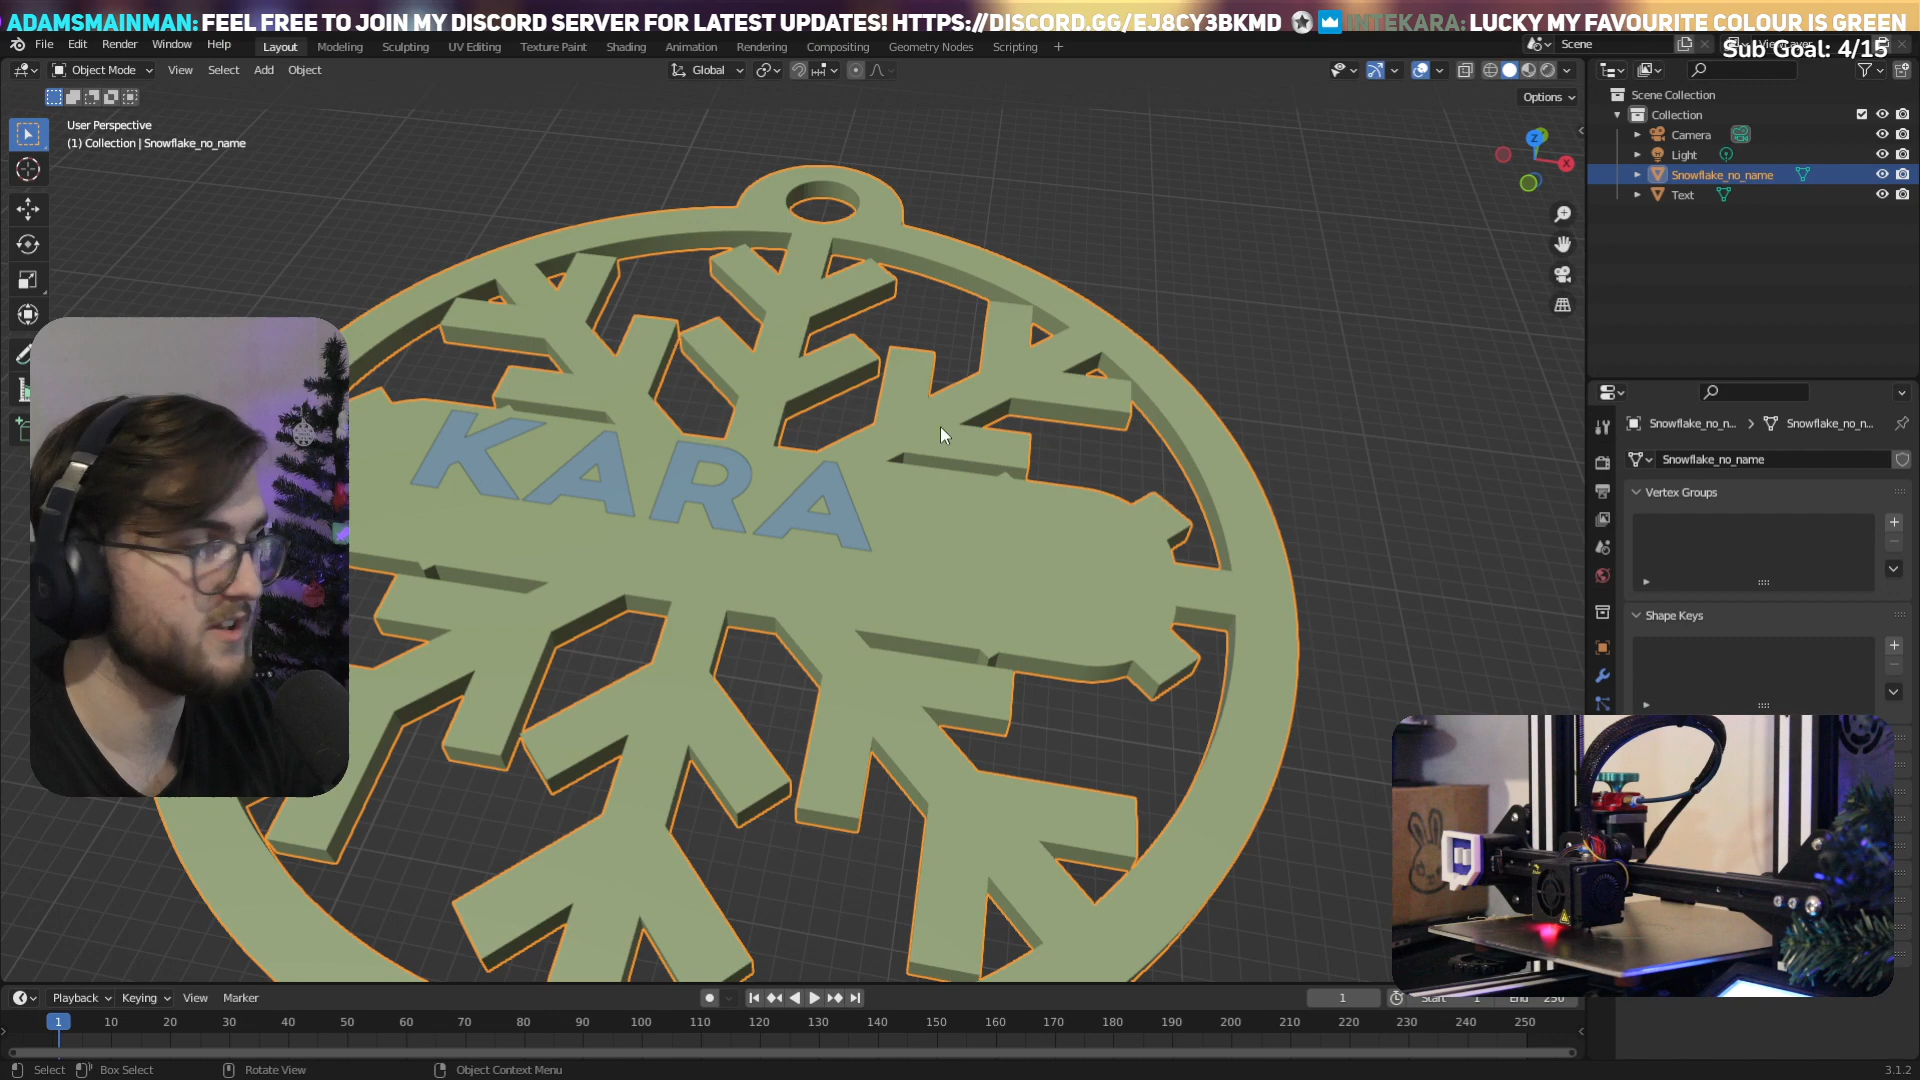 ADAMSMAINMAN: FEEL FREE TO JOIN MY DISCORD SERVER FOR LATEST UPDATES! HTTPS://DISCORD.GG/EJ8CY3BKMD INTEKARA: LUCKY MY FAVOURITE COLOUR IS GREEN
File Edit Render Window Help Layout Modeling Sculpting UV Editing Texture Paint Shading Animation Rendering Compositing Geometry Nodes Scripting + Scene
Sub Goal: 4/15
Object Mode View Select Add Object Global
Options
User Perspective
(1) Collection | Snowflake_no_name
Z
X
Scene Collection
Collection
Camera
Light
Snowflake_no_name
Text
KARA
Snowflake_no_n... Snowflake_no_n...
Snowflake_no_name
Vertex Groups
Shape Keys
Playback Keying View Marker 1 Start 1 End 250
1 10 20 30 40 50 60 70 80 90 100 110 120 130 140 150 160 170 180 190 200 210 220 230 240 250
Select Box Select Rotate View Object Context Menu 3.1.2